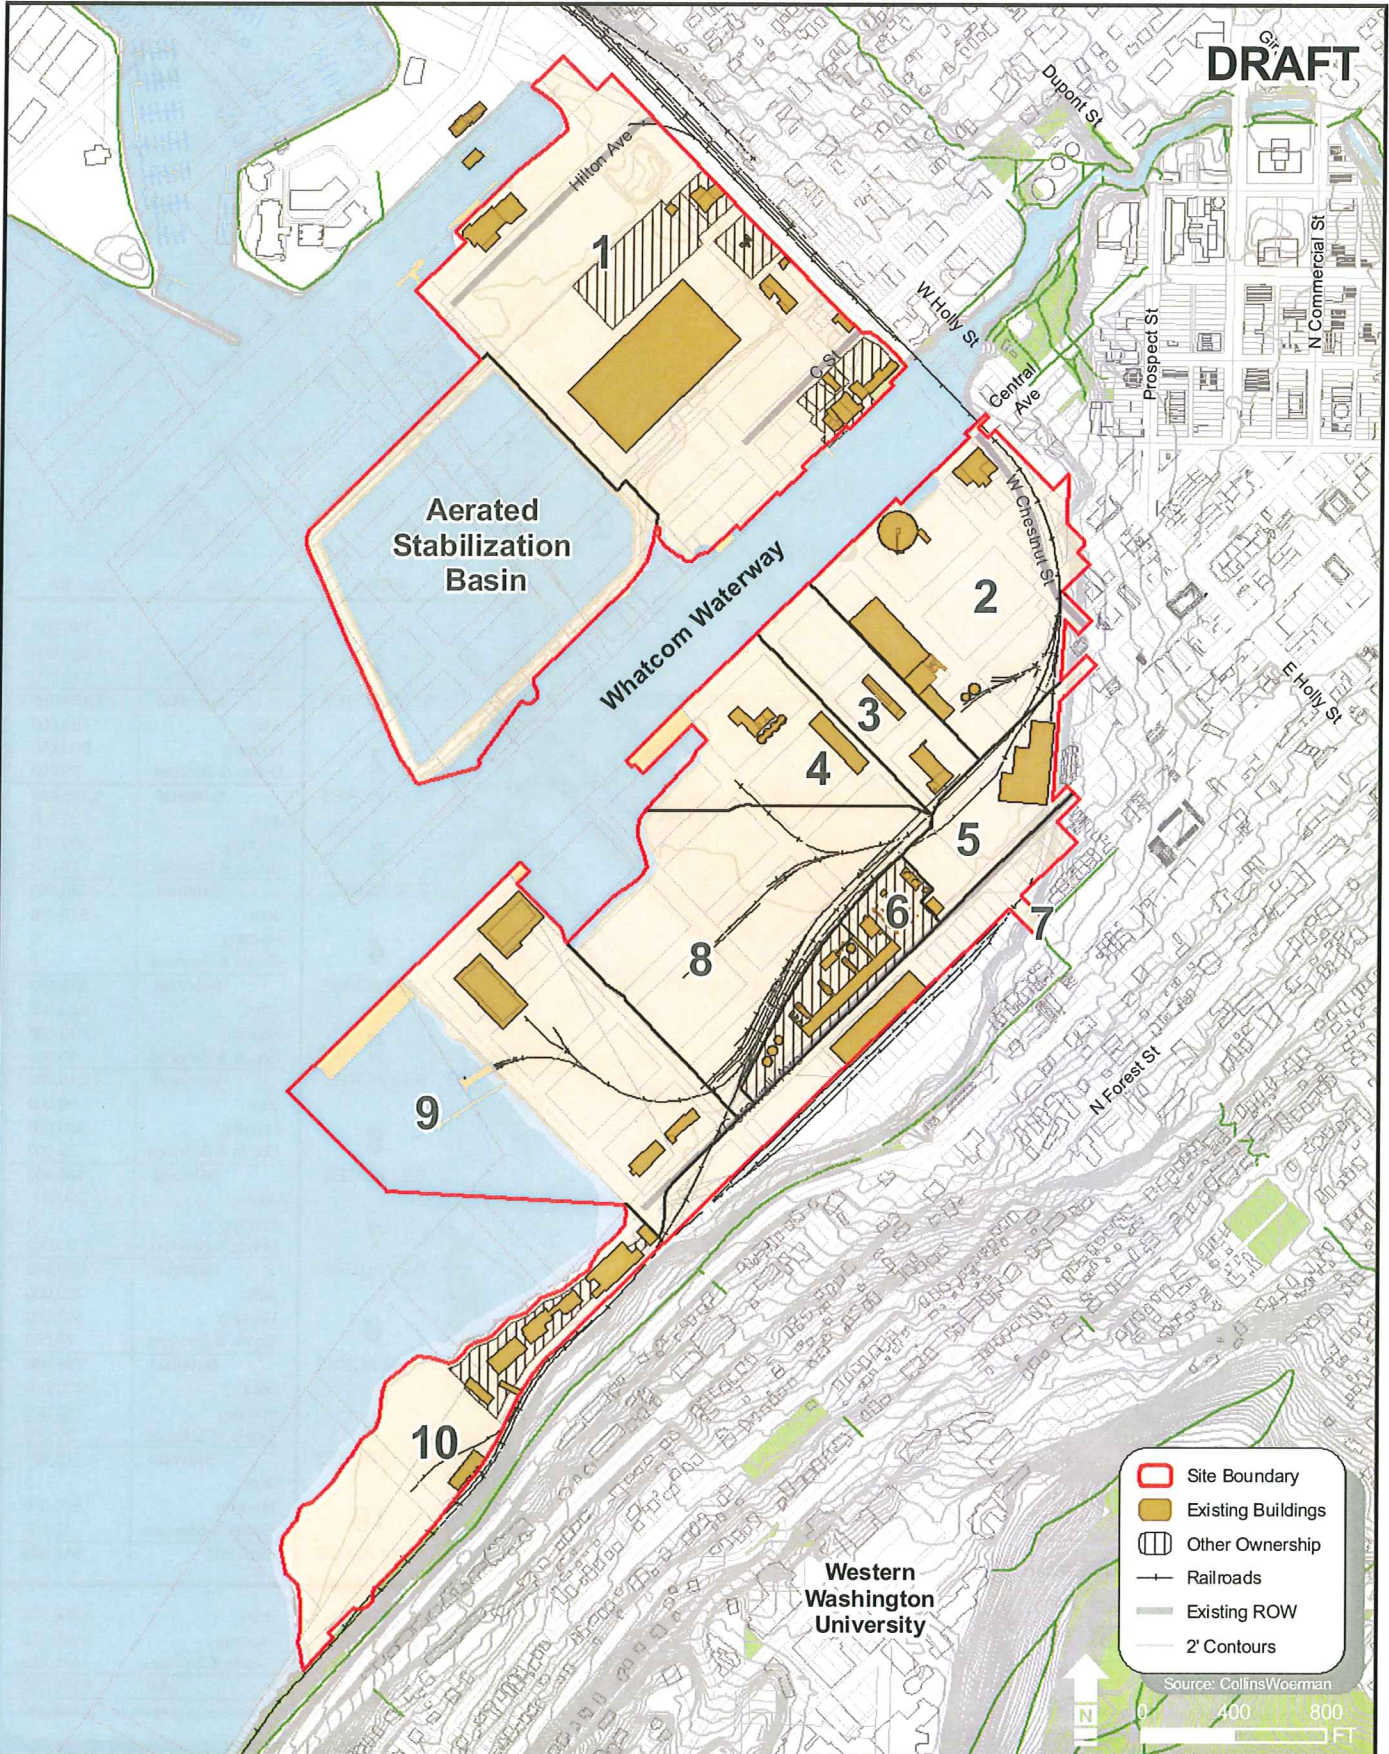 DRAFT
Gir
Dupont St
Hilton Ave
1
W Holly St
C St
Prospect St
N Commercial St
Central
Ave
W Chestnut St
Aerated
Stabilization
Basin
Whatcom Waterway
2
E Holly St
3
4
5
6
7
8
N Forest St
9
10
Western
Washington
University
Site Boundary
Existing Buildings
Other Ownership
Railroads
Existing ROW
2' Contours
Source: CollinsWoerman
N
0 400 800
FT